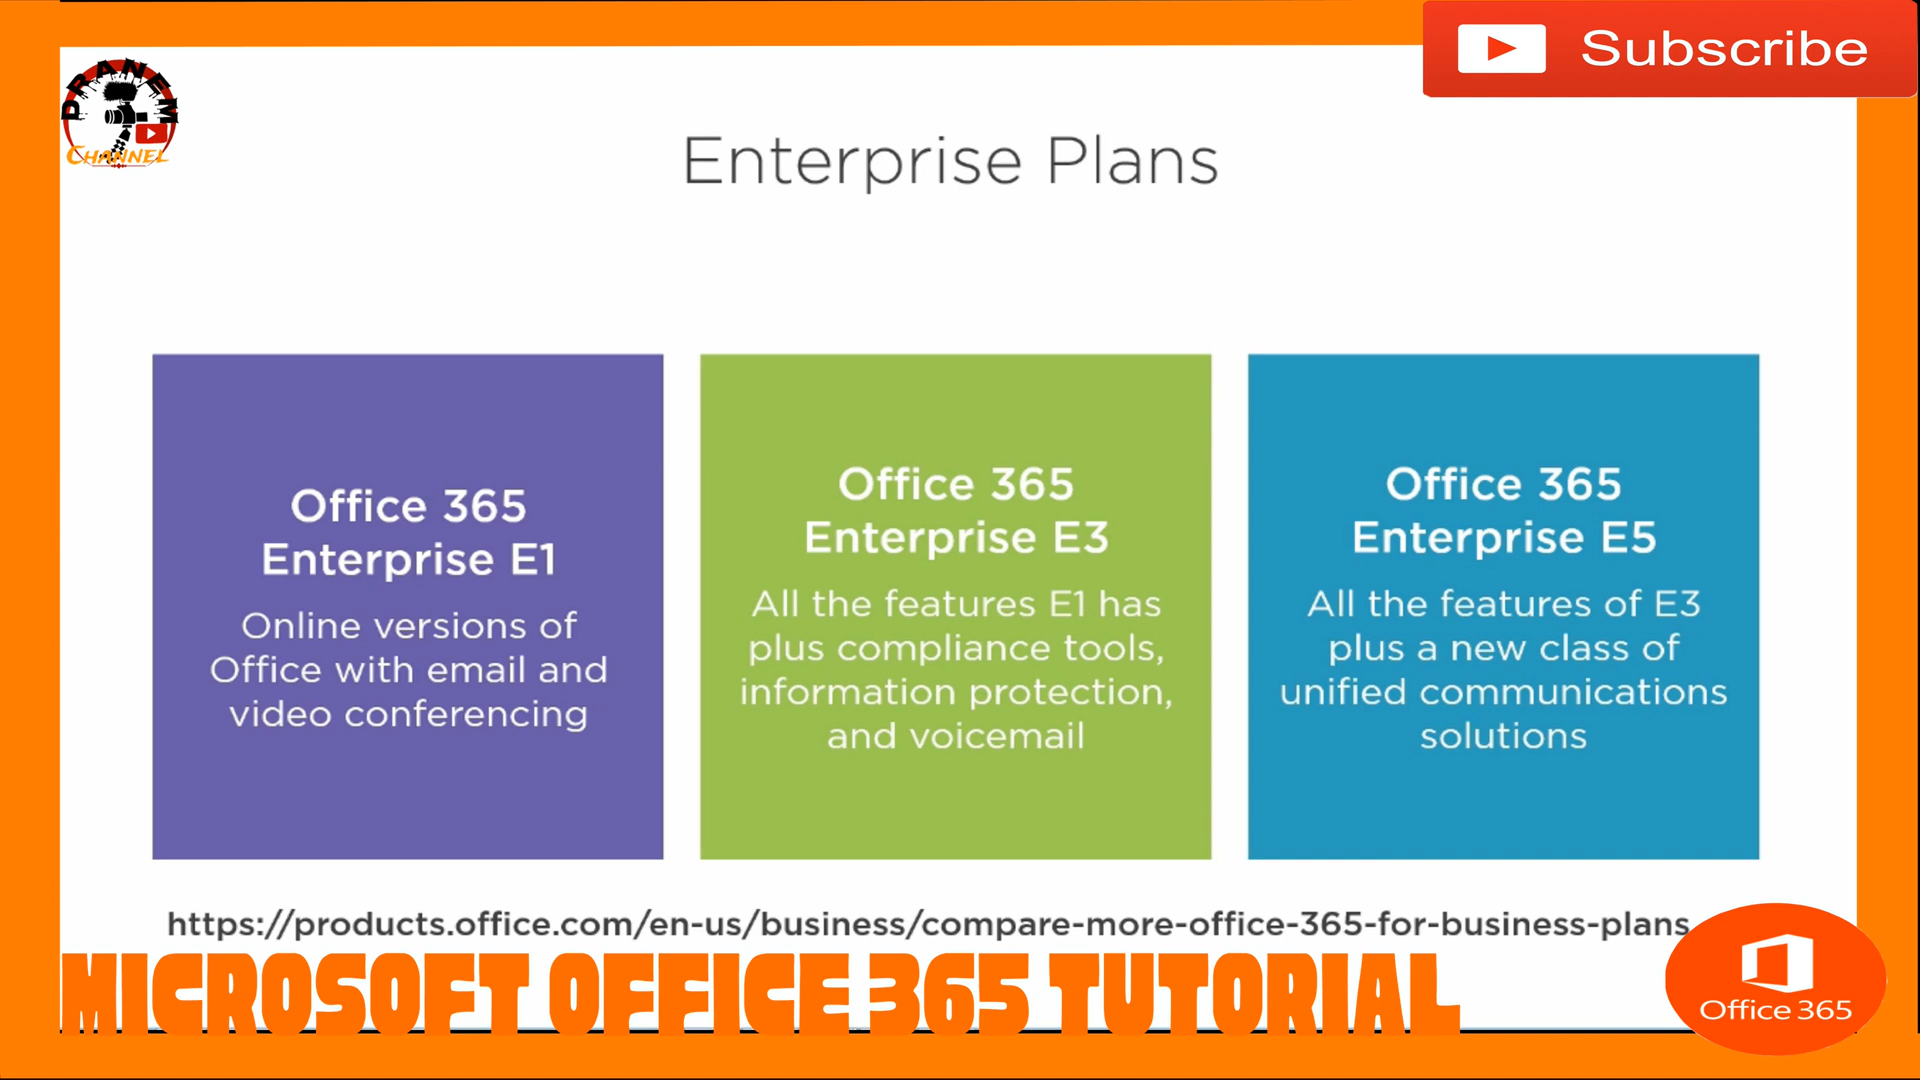 Subscribe
PRANEM
CHANNEL
Enterprise Plans
Office 365
Enterprise E1
Online versions of
Office with email and
video conferencing
Office 365
Enterprise E3
All the features E1 has
plus compliance tools,
information protection,
and voicemail
Office 365
Enterprise E5
All the features of E3
plus a new class of
unified communications
solutions
https://products.office.com/en-us/business/compare-more-office-365-for-business-plans
MICROSOFT OFFICE 365 TUTORIAL
Office 365